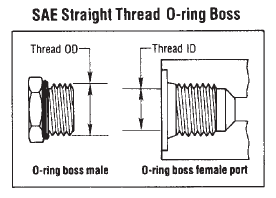 SAE Straight Thread O-ring Boss
Thread OD
Thread ID
O-ring boss male
O-ring boss female port